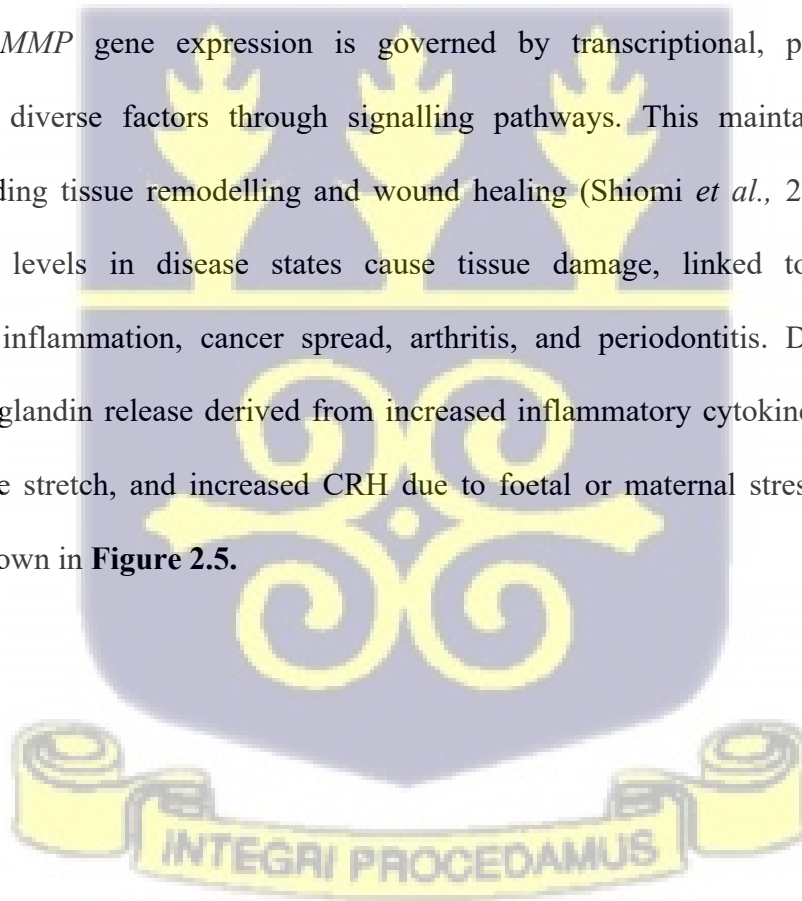 MMP gene expression is governed by transcriptional, p
diverse factors through signalling pathways. This mainta
ding tissue remodelling and wound healing (Shiomi et al., 2
levels in disease states cause tissue damage, linked to
inflammation, cancer spread, arthritis, and periodontitis. D
glandin release derived from increased inflammatory cytokine
e stretch, and increased CRH due to foetal or maternal stres
own in Figure 2.5.
INTEGRI PROCEDAMUS